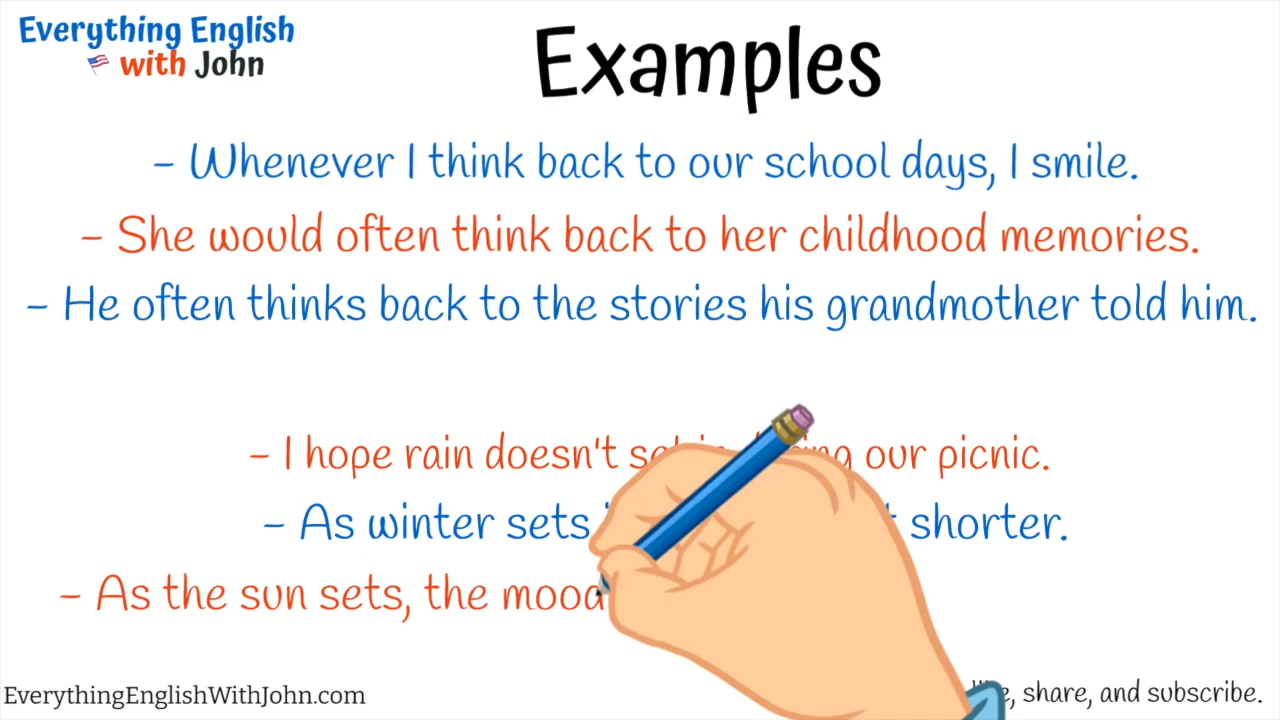 Everything English
with John
Examples
- Whenever I think back to our school days, I smile.
- She would often think back to her childhood memories.
- He often thinks back to the stories his grandmother told him.
- I hope rain doesn't our picnic.
- As winter sets shorter.
- As the sun sets, the mood
EverythingEnglishWithJohn.com
share, and subscribe.